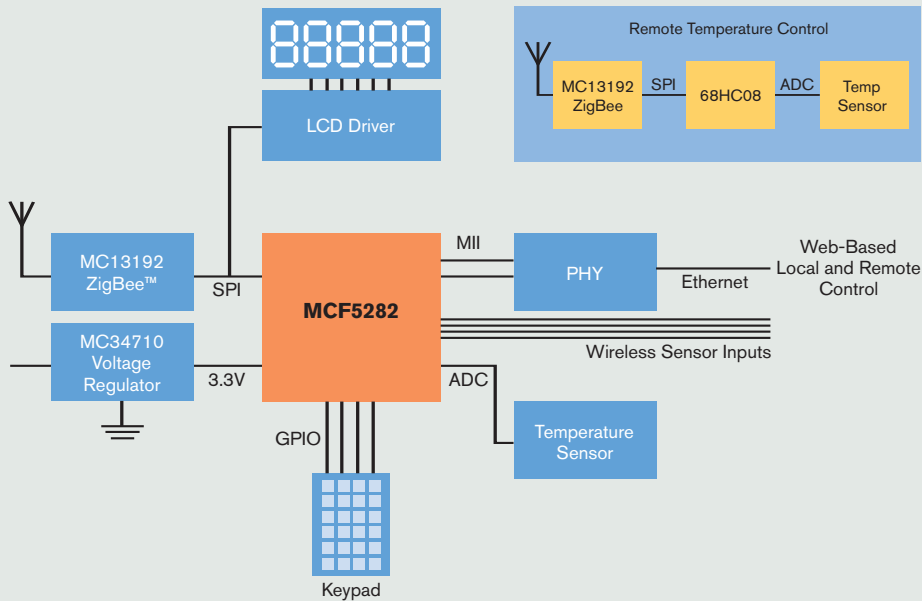 88888
LCD Driver
Remote Temperature Control
MC13192
ZigBee
SPI
68HC08
ADC
Temp
Sensor
MC13192
ZigBee™
SPI
MCF5282
MII
PHY
Ethernet
Web-Based
Local and Remote
Control
MC34710
Voltage
Regulator
3.3V
Wireless Sensor Inputs
ADC
GPIO
Temperature
Sensor
Keypad